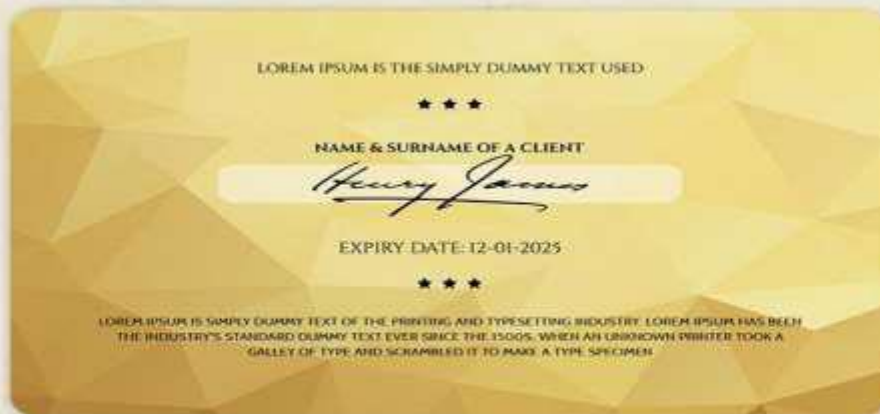 LOREM IPSUM IS THE SIMPLY DUMMY TEXT USED
★ ★ ★
NAME & SURNAME OF A CLIENT
Henry James
EXPIRY DATE: 12-01-2025
★ ★ ★
LOREM IPSUM IS SIMPLY DUMMY TEXT OF THE PRINTING AND TYPESETTING INDUSTRY. LOREM IPSUM HAS BEEN
THE INDUSTRY'S STANDARD DUMMY TEXT EVER SINCE THE 1500S, WHEN AN UNKNOWN PRINTER TOOK A
GALLEY OF TYPE AND SCRAMBLED IT TO MAKE A TYPE SPECIMEN